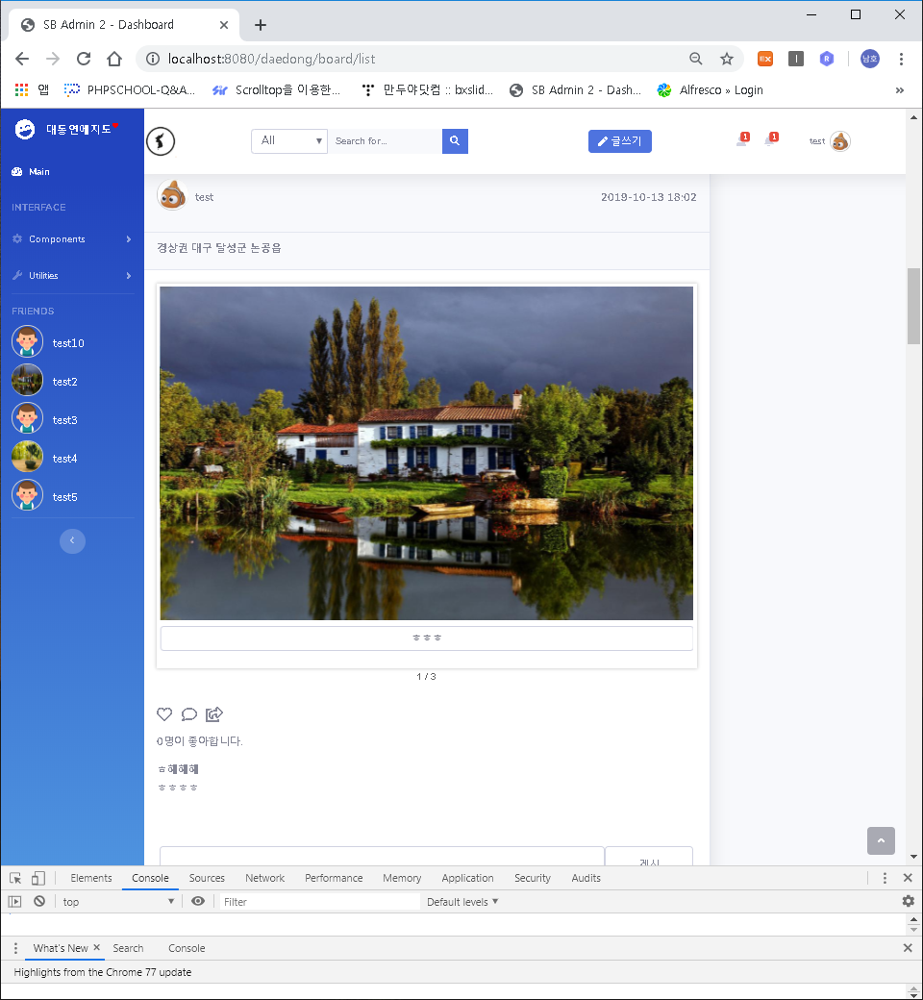 SB Admin 2 - Dashboard
localhost:8080/daedong/board/list
앱 PHPSCHOOL-Q&A... Scrolltop을 이용한... 만두야닷컴 :: bxslid... SB Admin 2 - Dash... Alfresco » Login »
대동연애지도
All Search for... 글쓰기 1 1 test
Main
INTERFACE
Components
Utilities
FRIENDS
test10
test2
test3
test4
test5
test 2019-10-13 18:02
경상권 대구 달성군 논공읍
ㅎㅎㅎ
1 / 3
0명이 좋아합니다.
ㅎ헤헤헤
ㅎㅎㅎㅎ
Elements Console Sources Network Performance Memory Application Security Audits
top Filter Default levels
What's New Search Console
Highlights from the Chrome 77 update